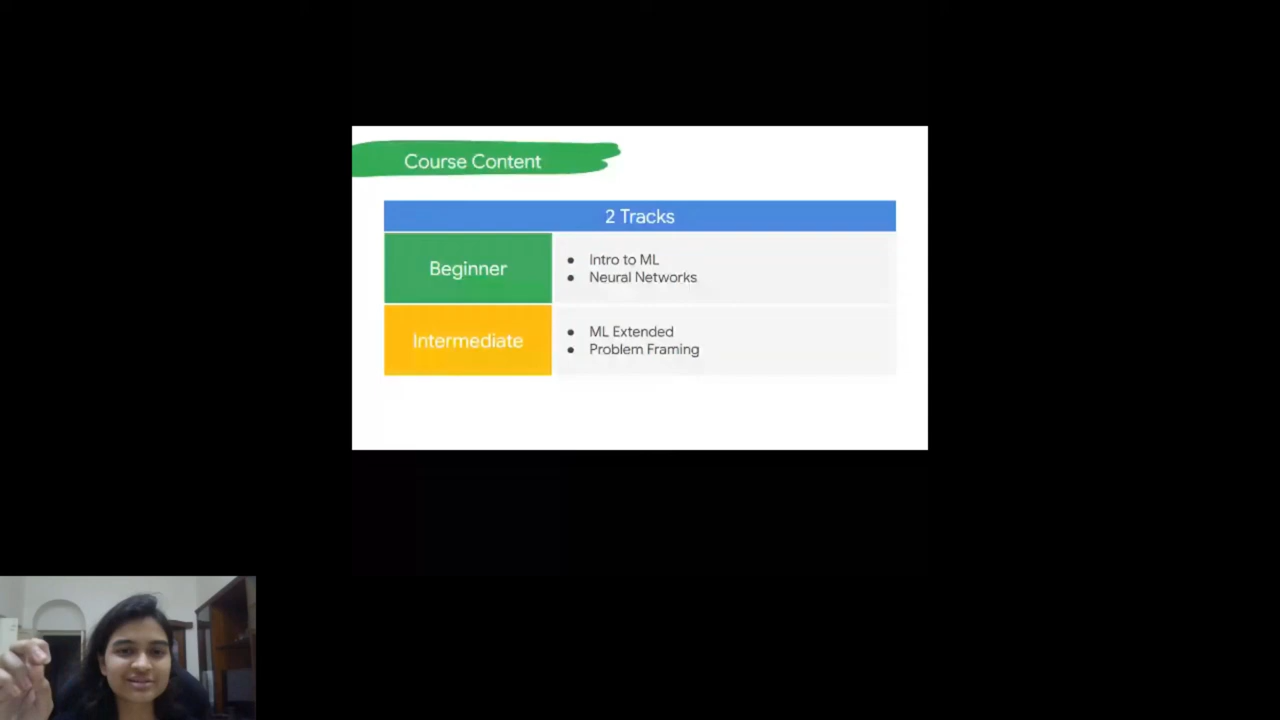 Course Content
2 Tracks
Beginner
● Intro to ML
● Neural Networks
Intermediate
● ML Extended
● Problem Framing